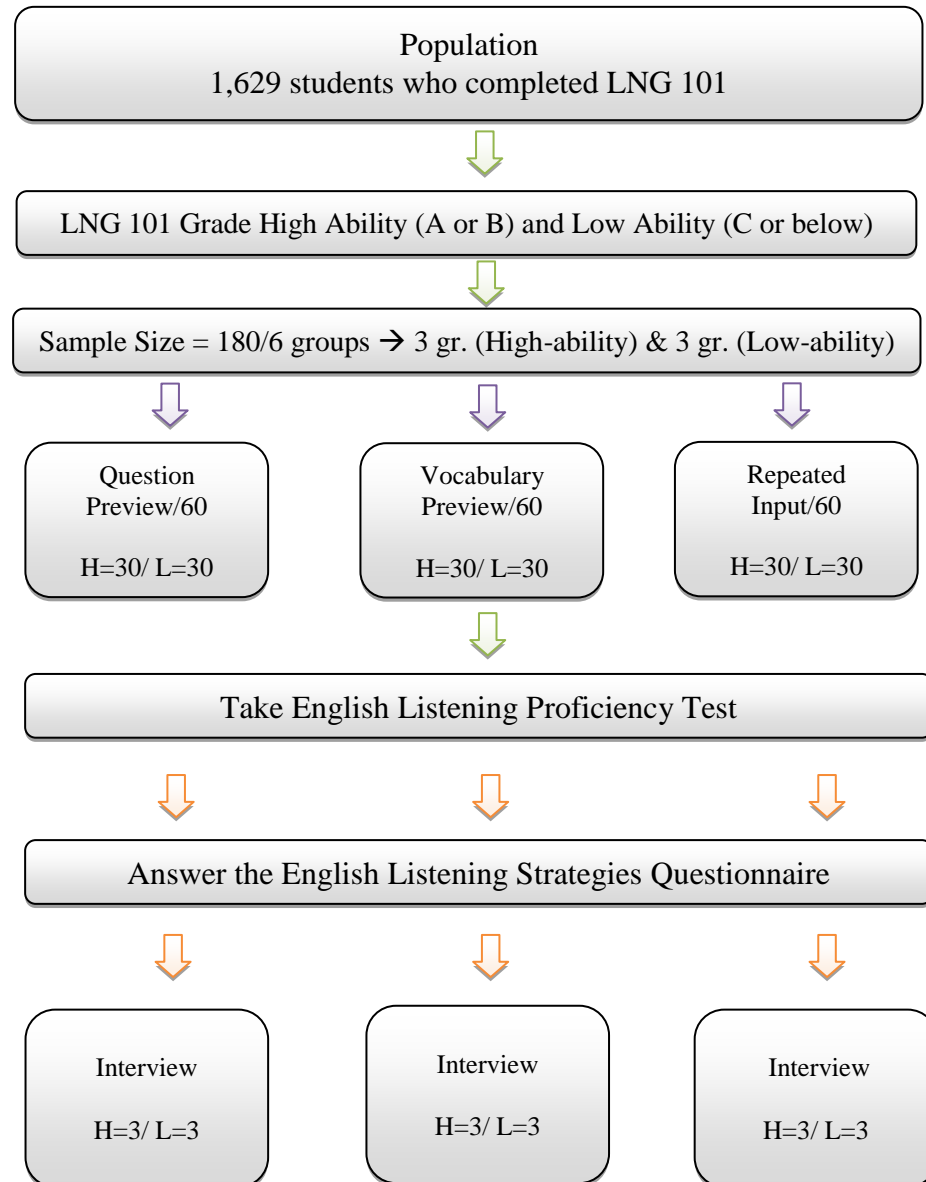 Population
1,629 students who completed LNG 101
LNG 101 Grade High Ability (A or B) and Low Ability (C or below)
Sample Size = 180/6 groups → 3 gr. (High-ability) & 3 gr. (Low-ability)
Question
Preview/60
H=30/ L=30
Vocabulary
Preview/60
H=30/ L=30
Repeated
Input/60
H=30/ L=30
Take English Listening Proficiency Test
Answer the English Listening Strategies Questionnaire
Interview
H=3/ L=3
Interview
H=3/ L=3
Interview
H=3/ L=3